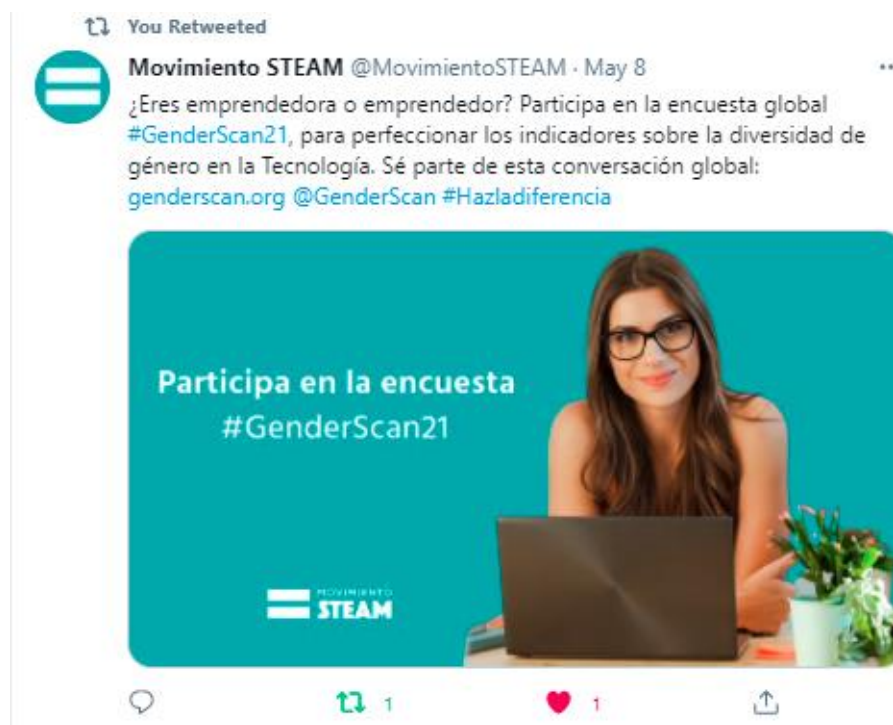 You Retweeted
Movimiento STEAM @MovimientoSTEAM · May 8
¿Eres emprendedora o emprendedor? Participa en la encuesta global
#GenderScan21, para perfeccionar los indicadores sobre la diversidad de
género en la Tecnología. Sé parte de esta conversación global:
genderscan.org @GenderScan #Hazladiferencia
Participa en la encuesta
#GenderScan21
MOVIMIENTO
STEAM
1 1